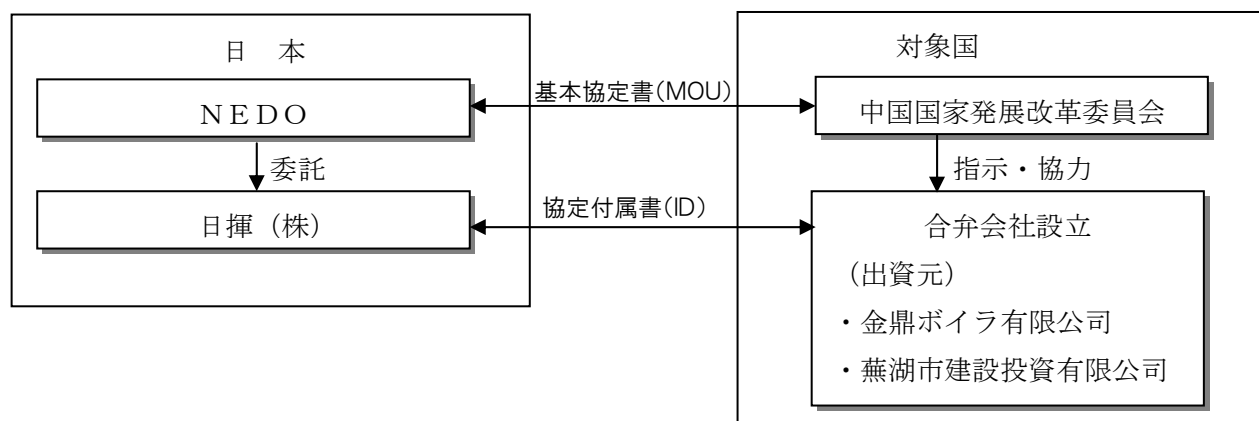 日　本
対象国
ＮＥＤＯ
基本協定書(MOU)
中国国家発展改革委員会
委託
指示・協力
日揮（株）
協定付属書(ID)
合弁会社設立
（出資元）
・金鼎ボイラ有限公司
・蕪湖市建設投資有限公司